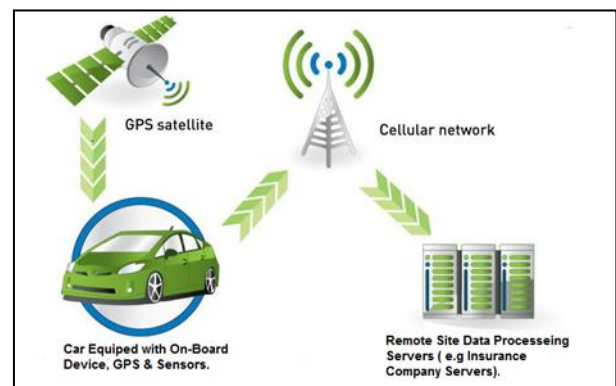 GPS satellite
Cellular network
Car Equiped with On-Board
Device, GPS & Sensors.
Remote Site Data Processeing
Servers ( e.g Insurance
Company Servers).